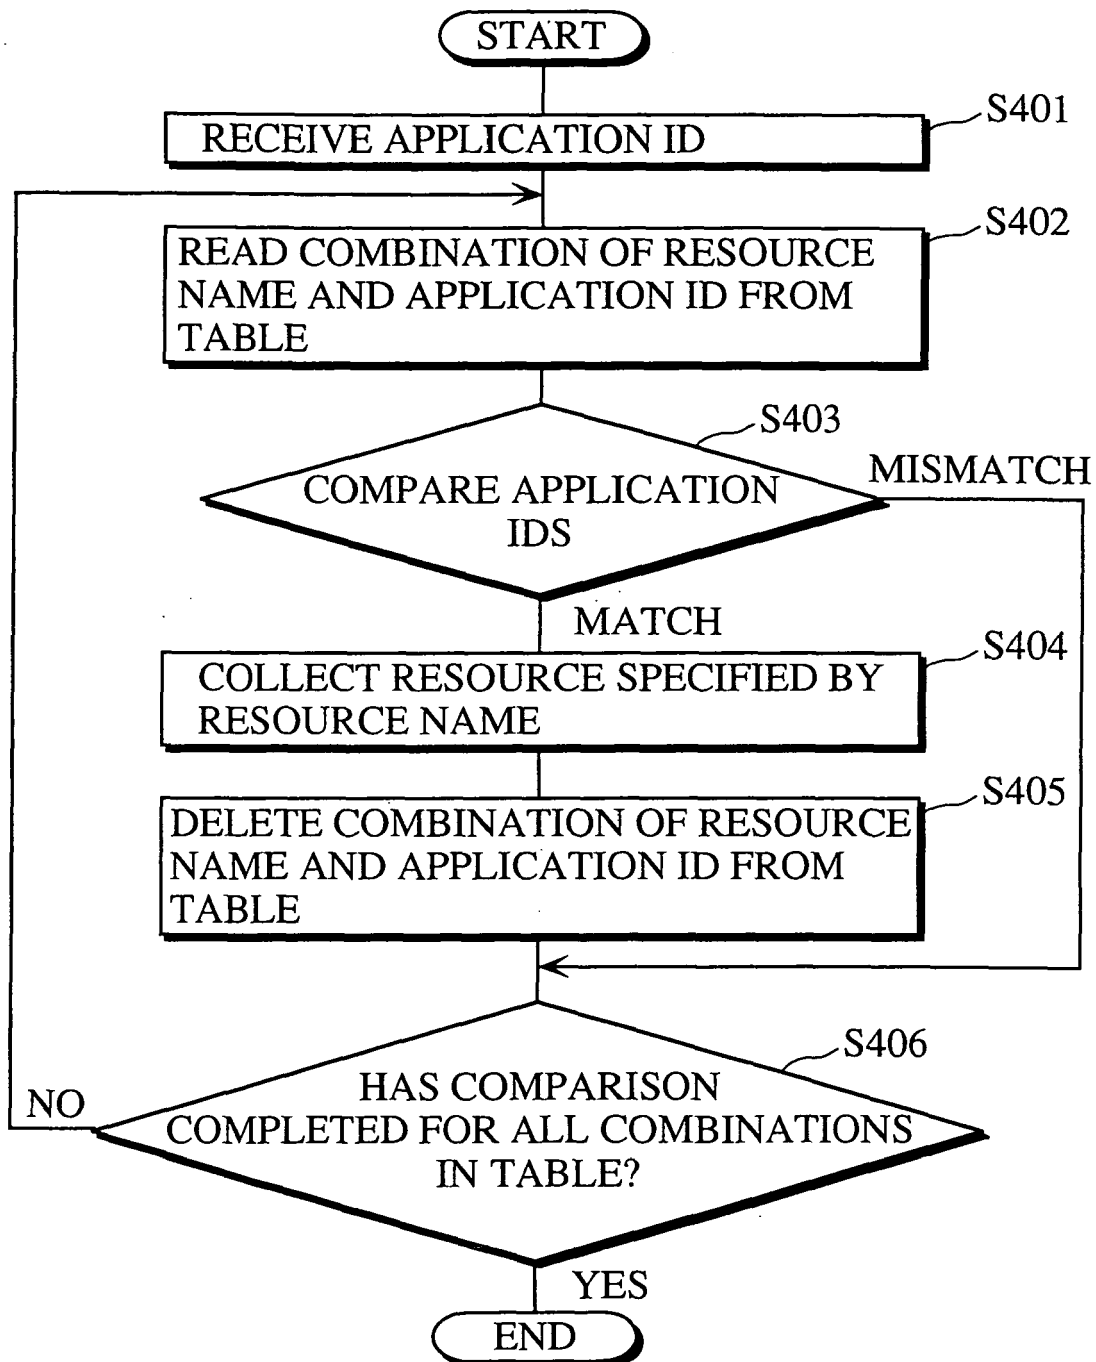 START
S401
RECEIVE APPLICATION ID
S402
READ COMBINATION OF RESOURCE
NAME AND APPLICATION ID FROM
TABLE
S403
MISMATCH
COMPARE APPLICATION
IDS
MATCH
S404
COLLECT RESOURCE SPECIFIED BY
RESOURCE NAME
S405
DELETE COMBINATION OF RESOURCE
NAME AND APPLICATION ID FROM
TABLE
S406
NO
HAS COMPARISON
COMPLETED FOR ALL COMBINATIONS
IN TABLE?
YES
END